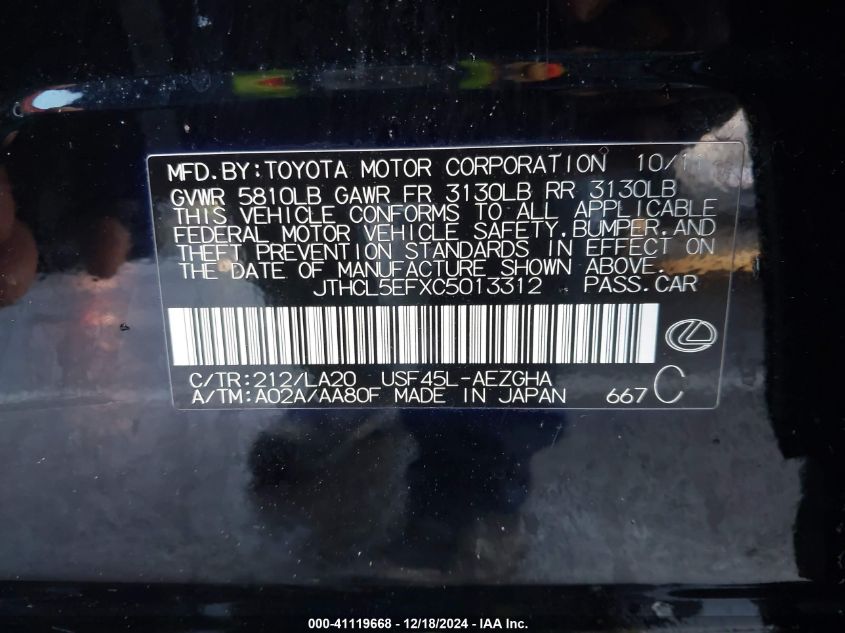 MFD.BY:TOYOTA MOTOR CORPORATION 10/11
GVWR 5810LB GAWR FR 3130LB RR 3130LB
THIS VEHICLE CONFORMS TO ALL APPLICABLE
FEDERAL MOTOR VEHICLE SAFETY,BUMPER,AND
THEFT PREVENTION STANDARDS IN EFFECT ON
THE DATE OF MANUFACTURE SHOWN ABOVE.
JTHCL5EFXC5013312 PASS.CAR
C/TR:212/LA20 USF45L-AEZGHA
A/TM:A02A/AA80F MADE IN JAPAN 667 C
000-41119668 - 12/18/2024 - IAA Inc.